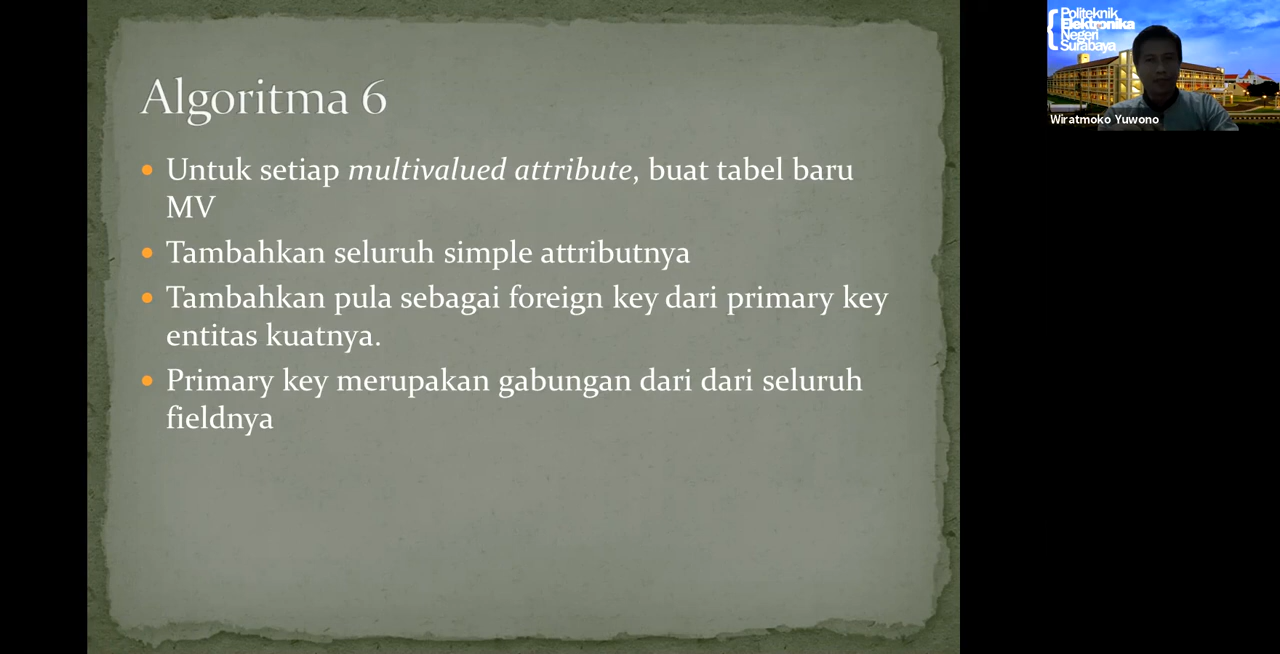 Algoritma 6
Untuk setiap multivalued attribute, buat tabel baru
MV
Tambahkan seluruh simple attributnya
Tambahkan pula sebagai foreign key dari primary key
entitas kuatnya.
Primary key merupakan gabungan dari dari seluruh
fieldnya
Politeknik
Elektronika
Negeri
Surabaya
Wiratmoko Yuwono